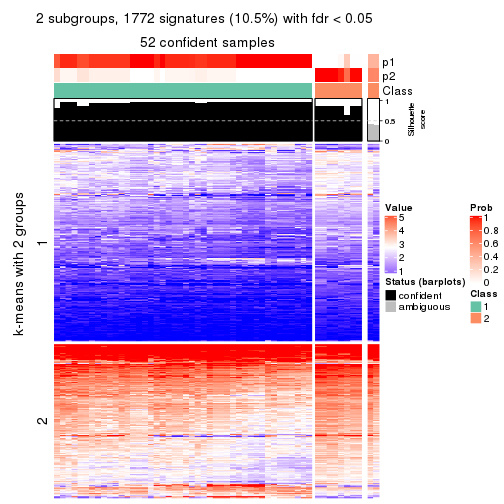 2 subgroups, 1772 signatures (10.5%) with fdr < 0.05
52 confident samples
p1
p2
Class
1
0.5
0
Silhouette
score
k-means with 2 groups
1
2
Value
5
4
3
2
1
Status (barplots)
confident
ambiguous
Prob
1
0.8
0.6
0.4
0.2
0
Class
1
2